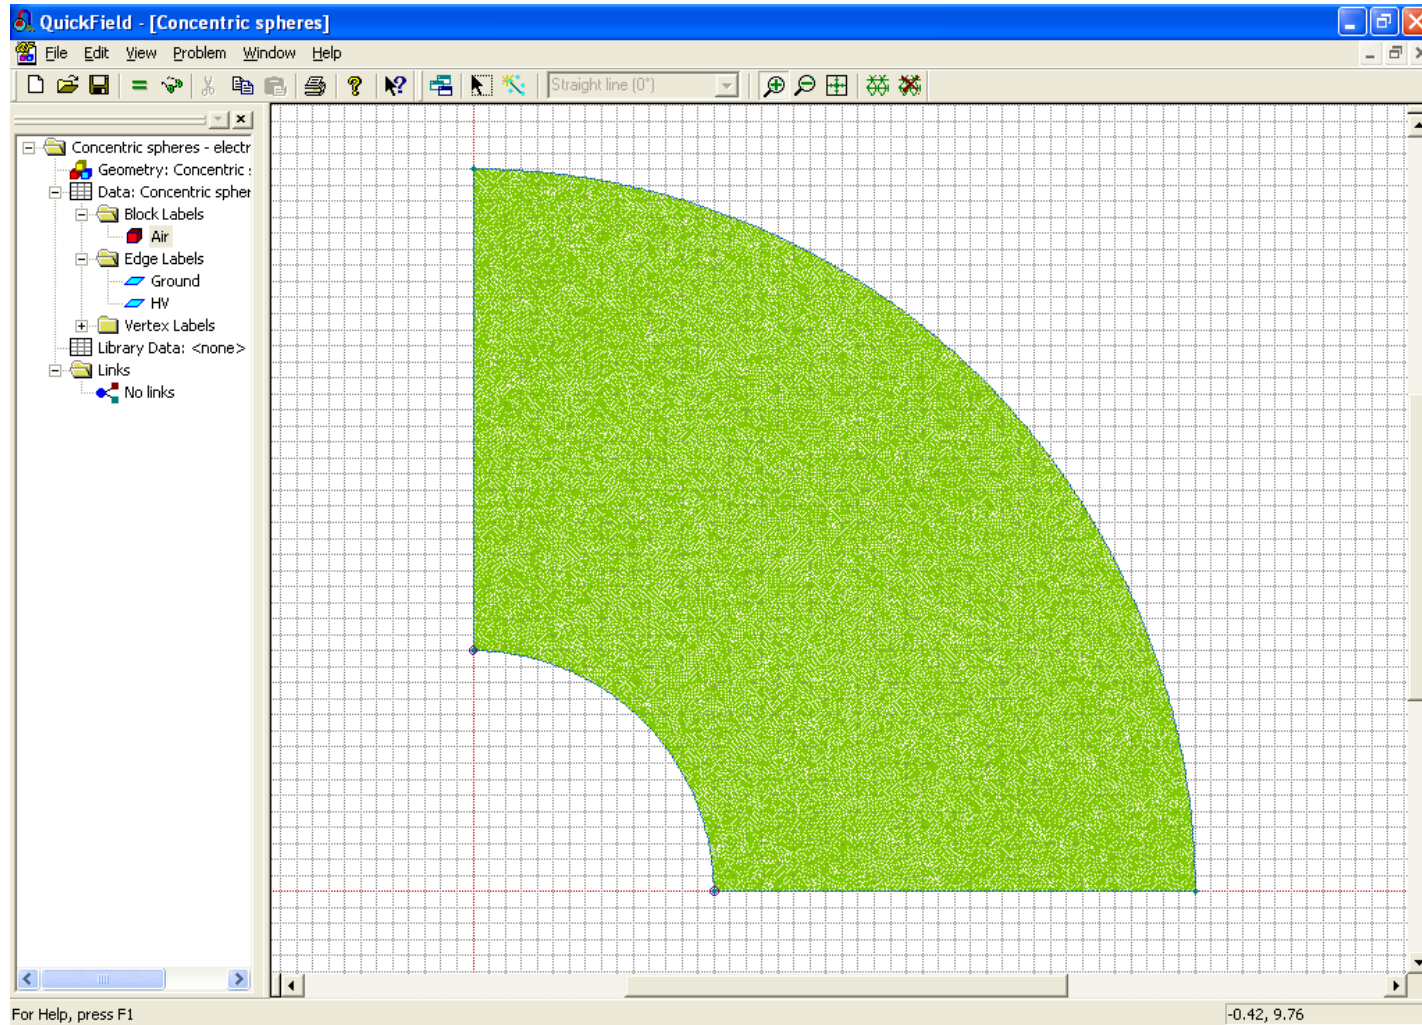 QuickField - [Concentric spheres]
File Edit View Problem Window Help
Straight line (0°)
Concentric spheres - electr
Geometry: Concentric
Data: Concentric spher
Block Labels
Air
Edge Labels
Ground
HV
Vertex Labels
Library Data: <none>
Links
No links
For Help, press F1
-0.42, 9.76